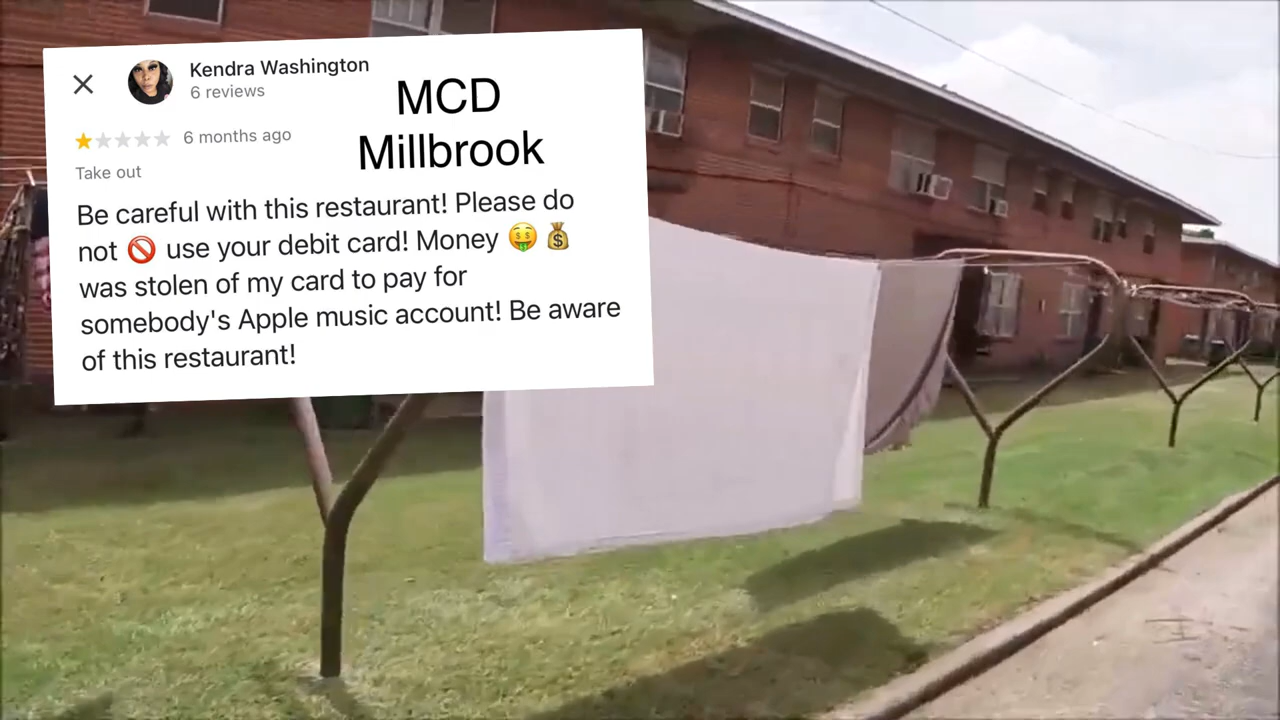 Kendra Washington
6 reviews
MCD
Millbrook
6 months ago
Take out
Be careful with this restaurant! Please do
not 🚫 use your debit card! Money 🤑 💰
was stolen of my card to pay for
somebody's Apple music account! Be aware
of this restaurant!